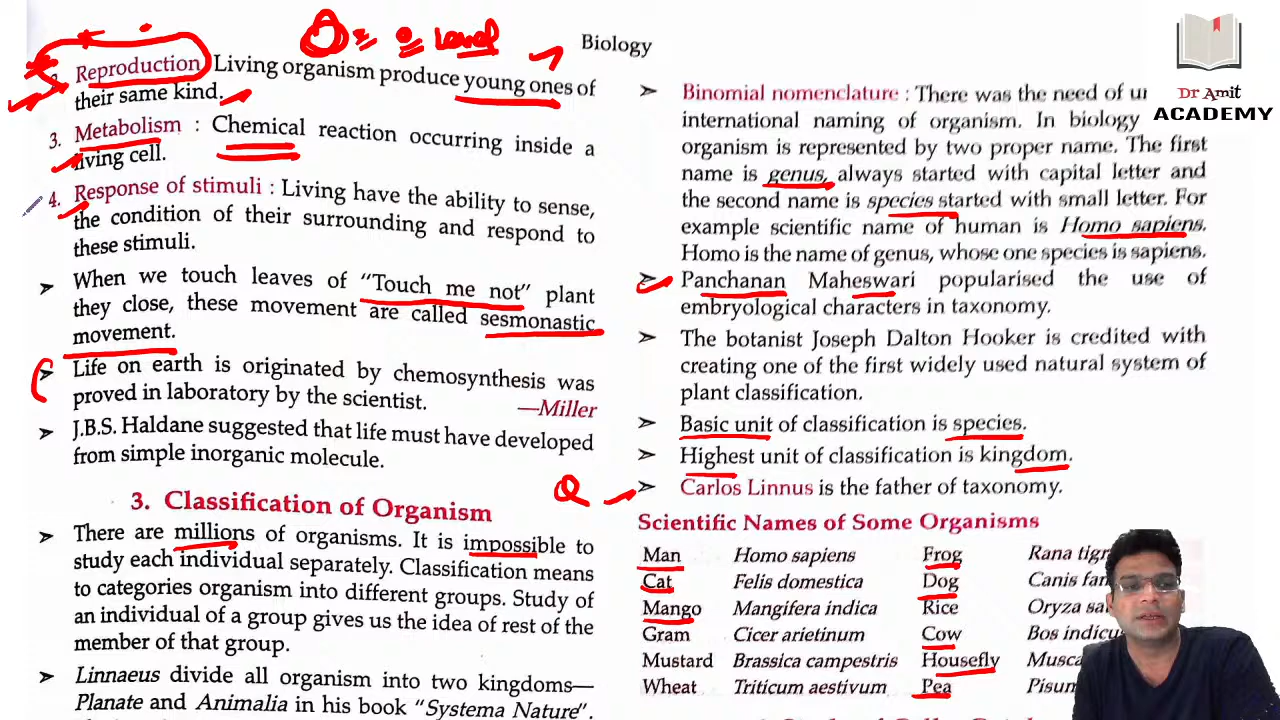 Q = level
Biology
2. Reproduction Living organism produce young ones of
their same kind.
3. Metabolism : Chemical reaction occurring inside a
living cell.
4. Response of stimuli : Living have the ability to sense,
the condition of their surrounding and respond to
these stimuli.
➤ When we touch leaves of "Touch me not" plant
they close, these movement are called sesmonastic
movement.
➤ Life on earth is originated by chemosynthesis was
proved in laboratory by the scientist. —Miller
➤ J.B.S. Haldane suggested that life must have developed
from simple inorganic molecule.
3. Classification of Organism
➤ There are millions of organisms. It is impossible to
study each individual separately. Classification means
to categories organism into different groups. Study of
an individual of a group gives us the idea of rest of the
member of that group.
➤ Linnaeus divide all organism into two kingdoms—
Planate and Animalia in his book "Systema Nature".
➤ Binomial nomenclature : There was the need of
international naming of organism. In biology
organism is represented by two proper name. The first
name is genus, always started with capital letter and
the second name is species started with small letter. For
example scientific name of human is Homo sapiens.
Homo is the name of genus, whose one species is sapiens.
➤ Panchanan Maheswari popularised the use of
embryological characters in taxonomy.
➤ The botanist Joseph Dalton Hooker is credited with
creating one of the first widely used natural system of
plant classification.
➤ Basic unit of classification is species.
➤ Highest unit of classification is kingdom.
Q ➤ Carlos Linnus is the father of taxonomy.
Scientific Names of Some Organisms
Man Homo sapiens Frog Rana
Cat Felis domestica Dog Canis
Mango Mangifera indica Rice Oryza
Gram Cicer arietinum Cow Bos
Mustard Brassica campestris Housefly
Wheat Triticum aestivum Pea
Dr Amit
ACADEMY